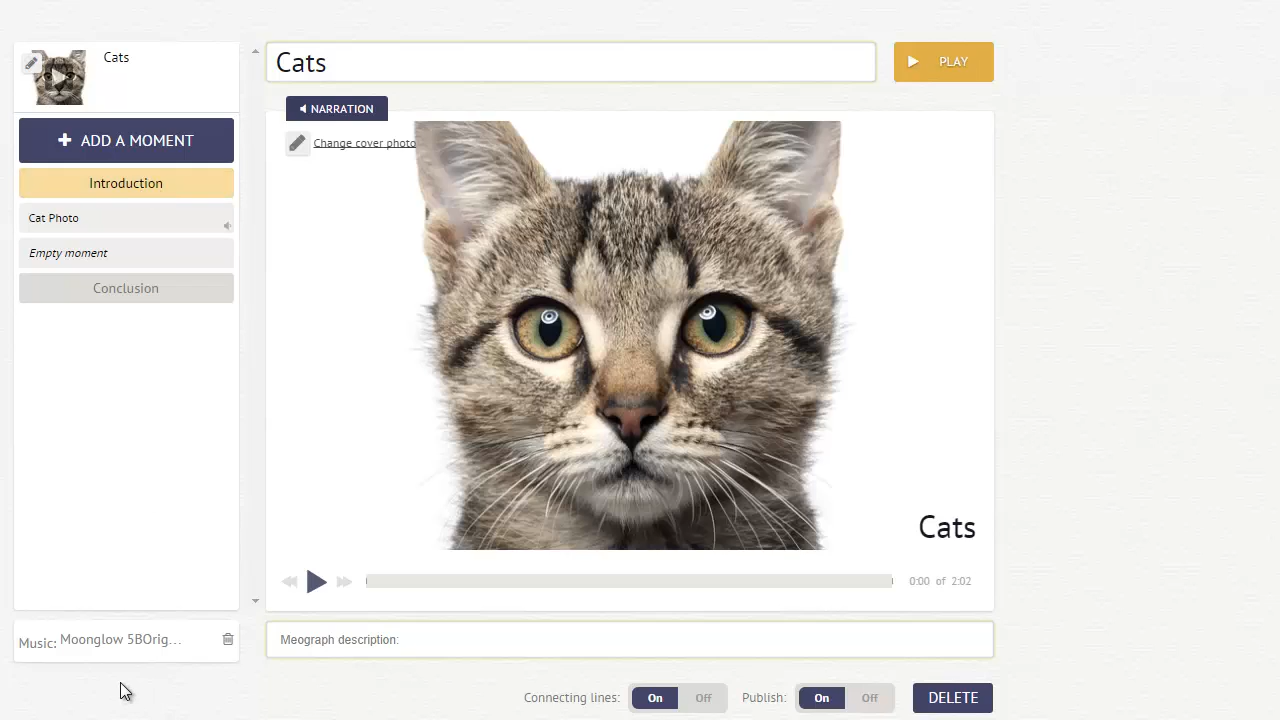 Cats
ADD A MOMENT
Introduction
Cat Photo
Empty moment
Conclusion
Music: Moonglow 5BOrig...
Cats
PLAY
NARRATION
Change cover photo
Cats
0:00 of 2:02
Meograph description:
Connecting lines: On Off Publish: On Off DELETE